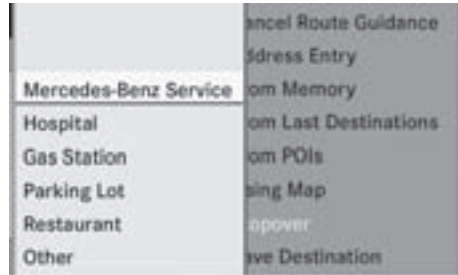 ancel Route Guidance
ddress Entry
Mercedes-Benz Service
om Memory
Hospital
om Last Destinations
Gas Station
om POIs
Parking Lot
sing Map
Restaurant
opover
Other
ave Destination